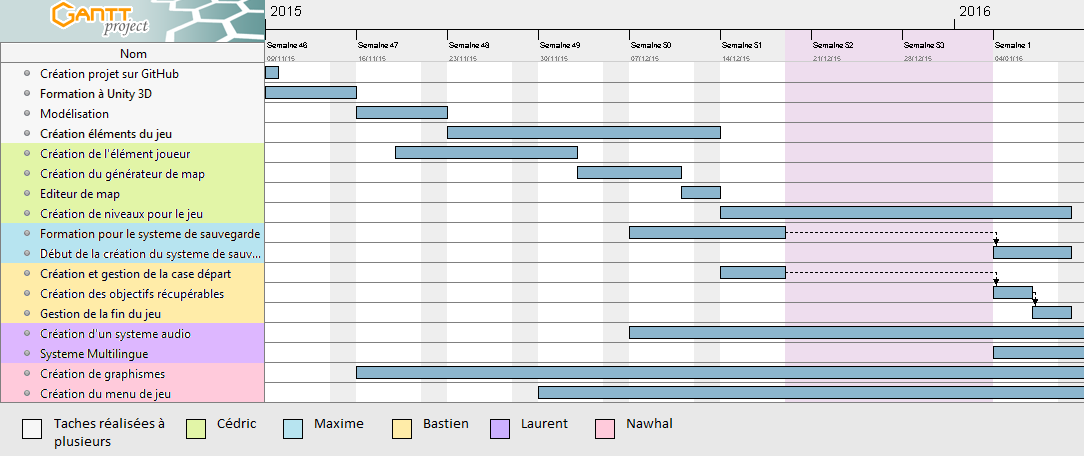 GANTT
project
2015
2016
Semaine 46
Semaine 47
Semaine 48
Semaine 49
Semaine 50
Semaine 51
Semaine 52
Semaine 53
Semaine 1
09/11/15
16/11/15
23/11/15
30/11/15
07/12/15
14/12/15
21/12/15
28/12/15
04/01/16
Nom
Création projet sur GitHub
Formation à Unity 3D
Modélisation
Création éléments du jeu
Création de l'élément joueur
Création du générateur de map
Editeur de map
Création de niveaux pour le jeu
Formation pour le systeme de sauvegarde
Début de la création du systeme de sauv...
Création et gestion de la case départ
Création des objectifs récupérables
Gestion de la fin du jeu
Création d'un systeme audio
Systeme Multilingue
Création de graphismes
Création du menu de jeu
Taches réalisées à
plusieurs
Cédric
Maxime
Bastien
Laurent
Nawhal